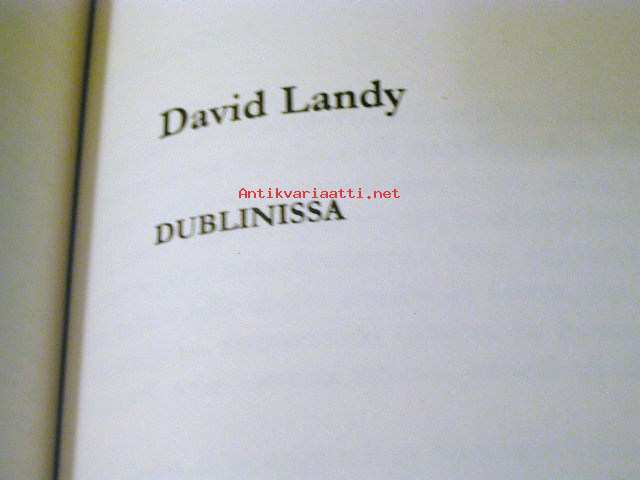 David Landy
Antikvariaatti.net
DUBLINISSA